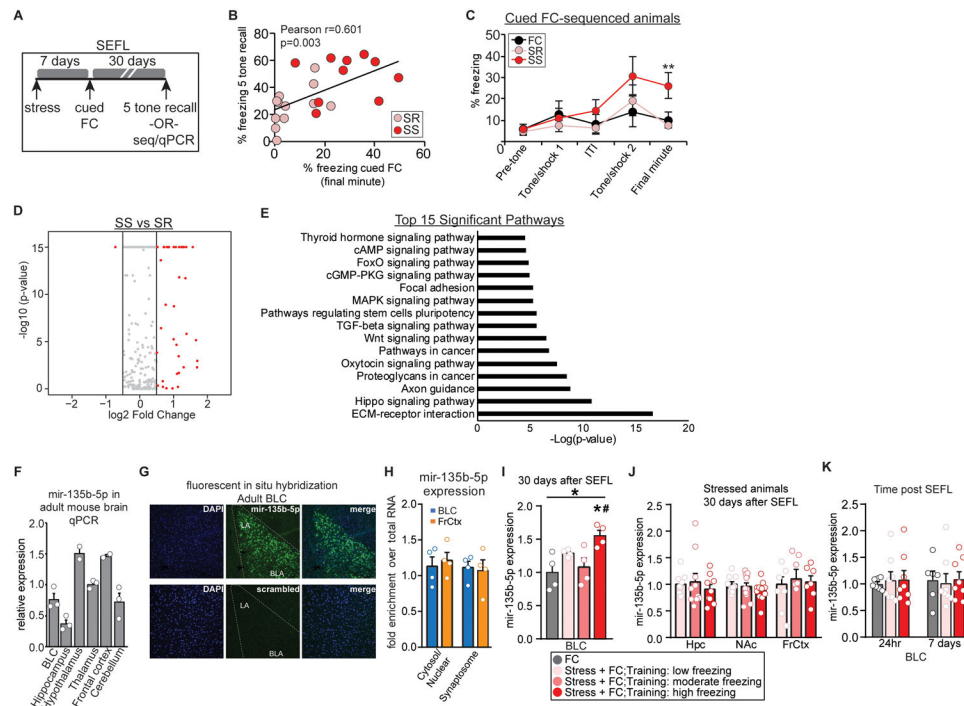 A
SEFL
7 days
30 days
stress
cued
FC
5 tone recall
-OR-
seq/qPCR
B
Pearson r=0.601
p=0.003
% freezing 5 tone recall
80
60
40
20
0
0
20
40
60
SR
SS
% freezing cued FC
(final minute)
C
Cued FC-sequenced animals
FC
SR
SS
**
% freezing
50
40
30
20
10
0
Pre-tone
Tone/shock 1
ITI
Tone/shock 2
Final minute
D
SS vs SR
-log10 (p-value)
15
10
5
0
-2
-1
0
1
2
log2 Fold Change
E
Top 15 Significant Pathways
Thyroid hormone signaling pathway
cAMP signaling pathway
FoxO signaling pathway
cGMP-PKG signaling pathway
Focal adhesion
MAPK signaling pathway
Pathways regulating stem cells pluripotency
TGF-beta signaling pathway
Wnt signaling pathway
Pathways in cancer
Oxytocin signaling pathway
Proteoglycans in cancer
Axon guidance
Hippo signaling pathway
ECM-receptor interaction
0
5
10
15
20
-Log(p-value)
F
mir-135b-5p in
adult mouse brain
qPCR
relative expression
2.0
1.5
1.0
0.5
0.0
BLC
Hippocampus
Hypothalamus
Thalamus
Frontal cortex
Cerebellum
G
fluorescent in situ hybridization
Adult BLC
DAPI
mir-135b-5p
merge
LA
BLA
DAPI
scrambled
merge
LA
BLA
H
mir-135b-5p
expression
BLC
FrCtx
fold enrichment over total RNA
2.0
1.5
1.0
0.5
0.0
Cytosol/
Nuclear
Synaptosome
I
30 days after SEFL
*
*#
mir-135b-5p expression
2.0
1.5
1.0
0.5
0.0
BLC
J
Stressed animals
30 days after SEFL
mir-135b-5p expression
2.5
2.0
1.5
1.0
0.5
0.0
Hpc
NAc
FrCtx
K
Time post SEFL
mir-135b-5p expression
2.0
1.5
1.0
0.5
0.0
24hr
7 days
BLC
FC
Stress + FC;Training: low freezing
Stress + FC;Training: moderate freezing
Stress + FC;Training: high freezing